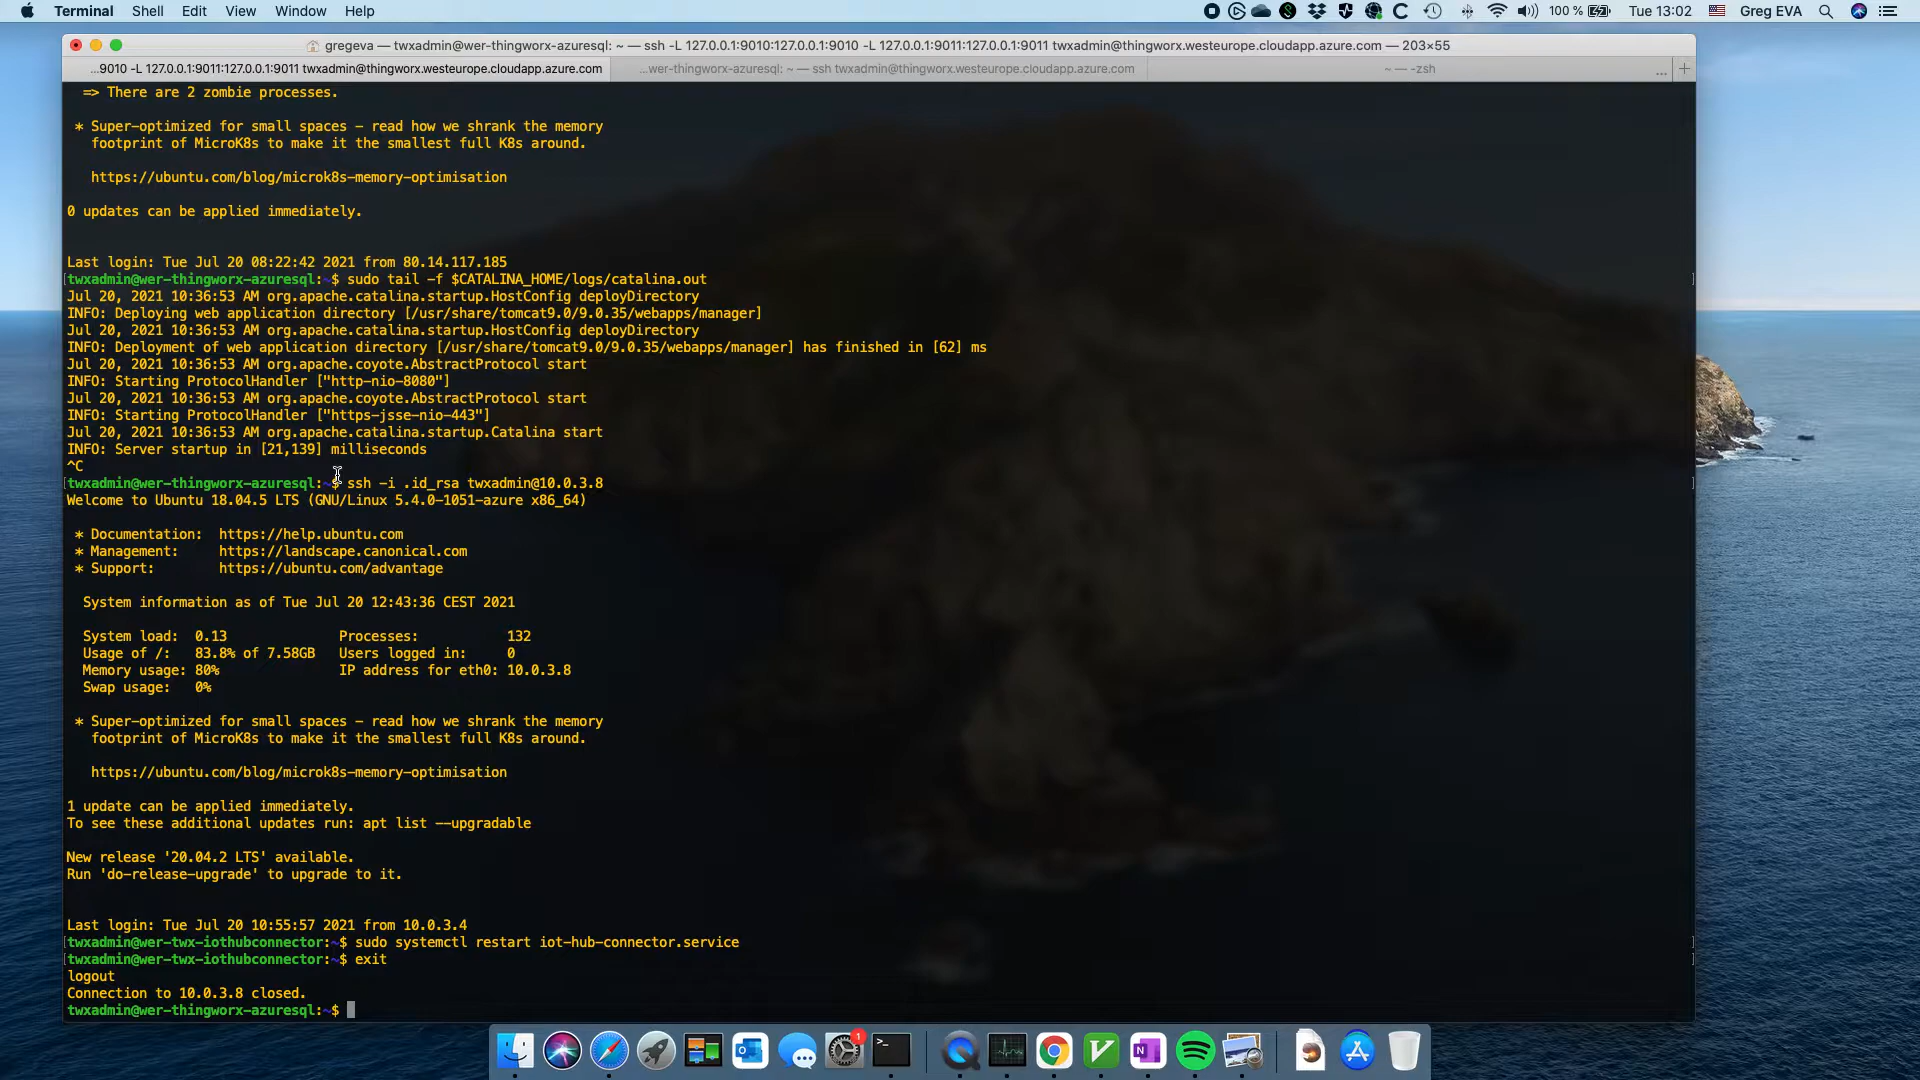 Terminal Shell Edit View Window Help 100 % Tue 13:02 Greg EVA
gregeva — twxadmin@wer-thingworx-azuresql: ~ — ssh -L 127.0.0.1:9010:127.0.0.1:9010 -L 127.0.0.1:9011:127.0.0.1:9011 twxadmin@thingworx.westeurope.cloudapp.azure.com — 203×55
...9010 -L 127.0.0.1:9011:127.0.0.1:9011 twxadmin@thingworx.westeurope.cloudapp.azure.com ...wer-thingworx-azuresql: ~ — ssh twxadmin@thingworx.westeurope.cloudapp.azure.com ~ — -zsh ... +
=> There are 2 zombie processes.
* Super-optimized for small spaces - read how we shrank the memory
footprint of MicroK8s to make it the smallest full K8s around.
https://ubuntu.com/blog/microk8s-memory-optimisation
0 updates can be applied immediately.
Last login: Tue Jul 20 08:22:42 2021 from 80.14.117.185
[twxadmin@wer-thingworx-azuresql:~$ sudo tail -f $CATALINA_HOME/logs/catalina.out ]
Jul 20, 2021 10:36:53 AM org.apache.catalina.startup.HostConfig deployDirectory
INFO: Deploying web application directory [/usr/share/tomcat9.0/9.0.35/webapps/manager]
Jul 20, 2021 10:36:53 AM org.apache.catalina.startup.HostConfig deployDirectory
INFO: Deployment of web application directory [/usr/share/tomcat9.0/9.0.35/webapps/manager] has finished in [62] ms
Jul 20, 2021 10:36:53 AM org.apache.coyote.AbstractProtocol start
INFO: Starting ProtocolHandler ["http-nio-8080"]
Jul 20, 2021 10:36:53 AM org.apache.coyote.AbstractProtocol start
INFO: Starting ProtocolHandler ["https-jsse-nio-443"]
Jul 20, 2021 10:36:53 AM org.apache.catalina.startup.Catalina start
INFO: Server startup in [21,139] milliseconds
^C
[twxadmin@wer-thingworx-azuresql:~$ ssh -i .id_rsa twxadmin@10.0.3.8 ]
Welcome to Ubuntu 18.04.5 LTS (GNU/Linux 5.4.0-1051-azure x86_64)
* Documentation: https://help.ubuntu.com
* Management: https://landscape.canonical.com
* Support: https://ubuntu.com/advantage
System information as of Tue Jul 20 12:43:36 CEST 2021
System load: 0.13 Processes: 132
Usage of /: 83.8% of 7.58GB Users logged in: 0
Memory usage: 80% IP address for eth0: 10.0.3.8
Swap usage: 0%
* Super-optimized for small spaces - read how we shrank the memory
footprint of MicroK8s to make it the smallest full K8s around.
https://ubuntu.com/blog/microk8s-memory-optimisation
1 update can be applied immediately.
To see these additional updates run: apt list --upgradable
New release '20.04.2 LTS' available.
Run 'do-release-upgrade' to upgrade to it.
Last login: Tue Jul 20 10:55:57 2021 from 10.0.3.4
[twxadmin@wer-twx-iothubconnector:~$ sudo systemctl restart iot-hub-connector.service ]
[twxadmin@wer-twx-iothubconnector:~$ exit ]
logout
Connection to 10.0.3.8 closed.
twxadmin@wer-thingworx-azuresql:~$
1